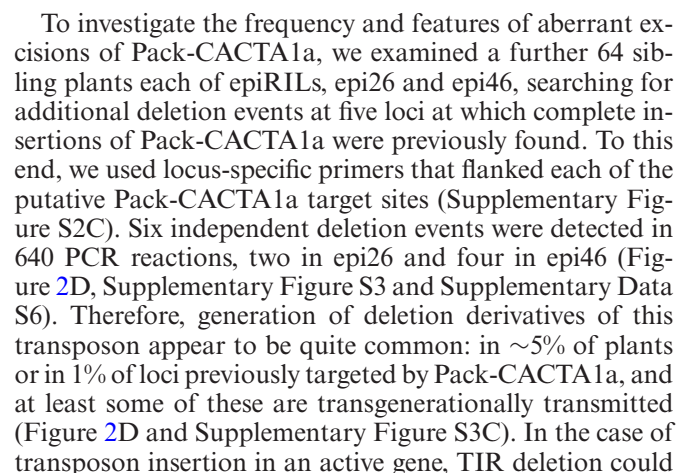 To investigate the frequency and features of aberrant ex-
cisions of Pack-CACTA1a, we examined a further 64 sib-
ling plants each of epiRILs, epi26 and epi46, searching for
additional deletion events at five loci at which complete in-
sertions of Pack-CACTA1a were previously found. To this
end, we used locus-specific primers that flanked each of the
putative Pack-CACTA1a target sites (Supplementary Fig-
ure S2C). Six independent deletion events were detected in
640 PCR reactions, two in epi26 and four in epi46 (Fig-
ure 2D, Supplementary Figure S3 and Supplementary Data
S6). Therefore, generation of deletion derivatives of this
transposon appear to be quite common: in ∼5% of plants
or in 1% of loci previously targeted by Pack-CACTA1a, and
at least some of these are transgenerationally transmitted
(Figure 2D and Supplementary Figure S3C). In the case of
transposon insertion in an active gene, TIR deletion could